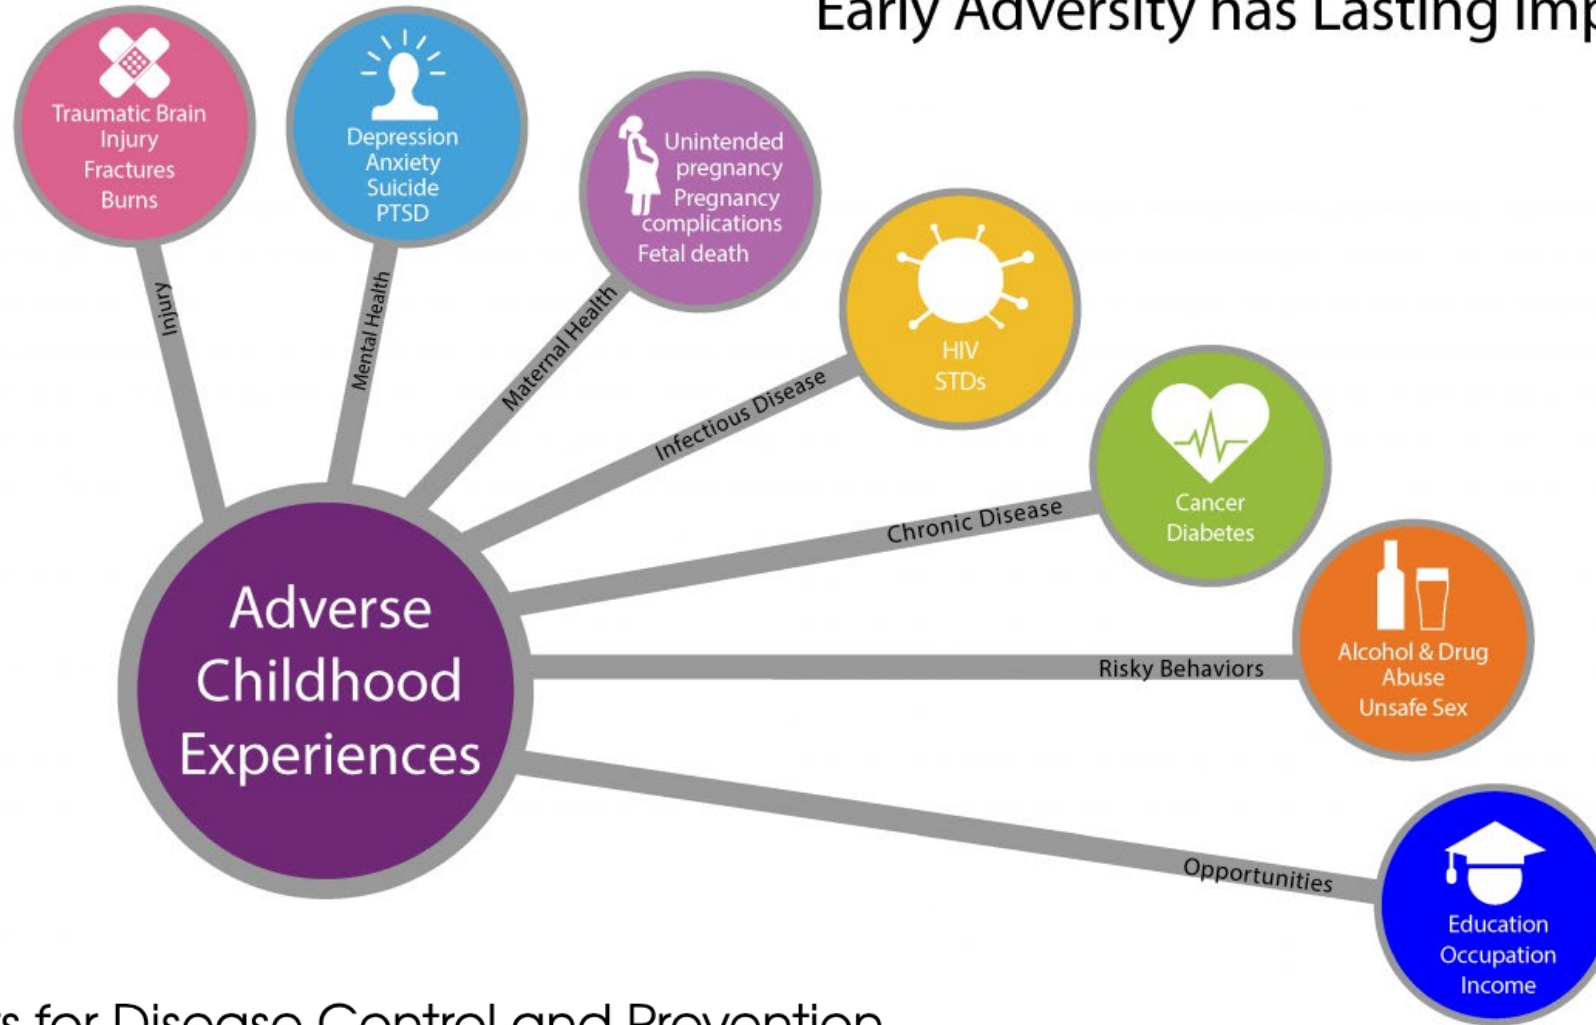 Early Adversity has Lasting Imp
Traumatic Brain
Injury
Fractures
Burns
Depression
Anxiety
Suicide
PTSD
Unintended
pregnancy
Pregnancy
complications
Fetal death
HIV
STDs
Cancer
Diabetes
Alcohol & Drug
Abuse
Unsafe Sex
Education
Occupation
Income
Injury
Mental Health
Maternal Health
Infectious Disease
Chronic Disease
Risky Behaviors
Opportunities
Adverse
Childhood
Experiences
s for Disease Control and Prevention